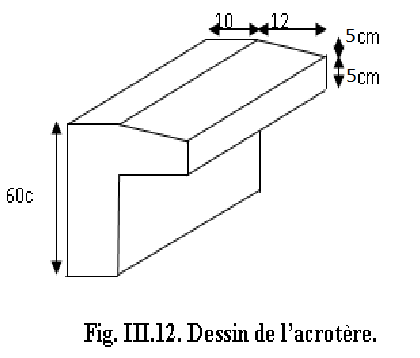 10 12
5cm
5cm
60c
Fig. III.12. Dessin de l'acrotère.